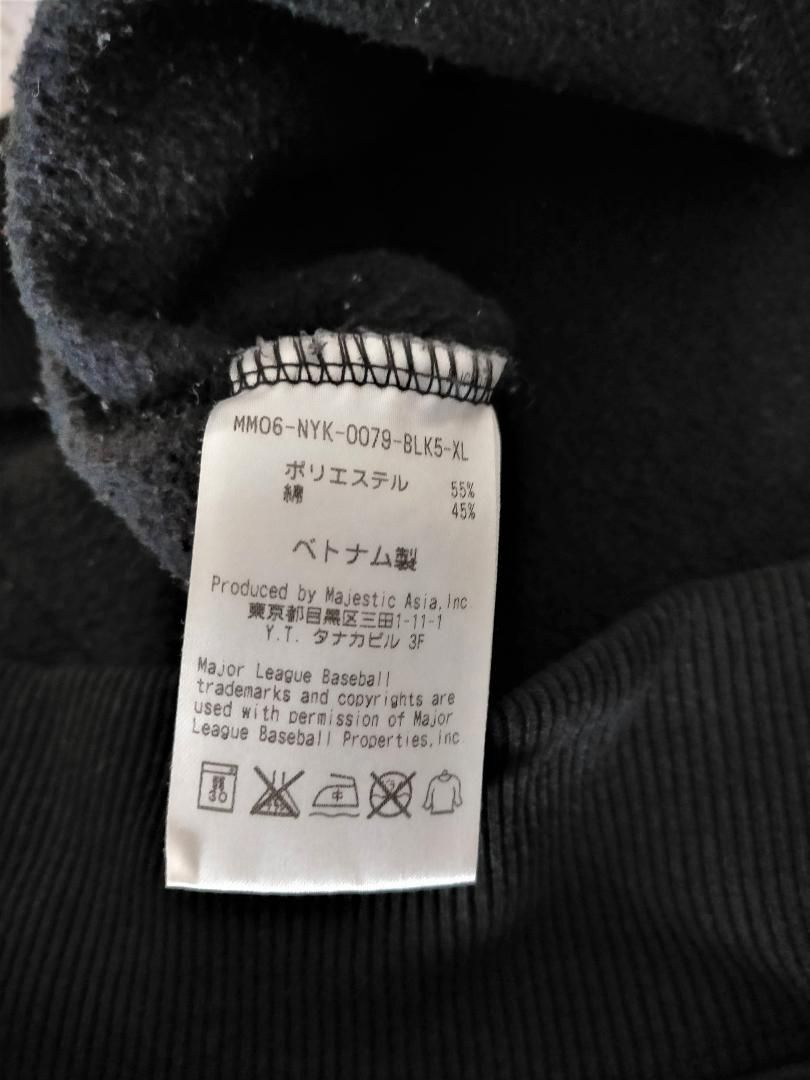 MM06-NYK-0079-BLK5-XL
ポリエステル 55%
綿 45%
ベトナム製
Produced by Majestic Asia,Inc
東京都目黒区三田1-11-1
Y.T. タナカビル 3F
Major League Baseball
trademarks and copyrights are
used with permission of Major
League Baseball Properties,inc
弱
30
中